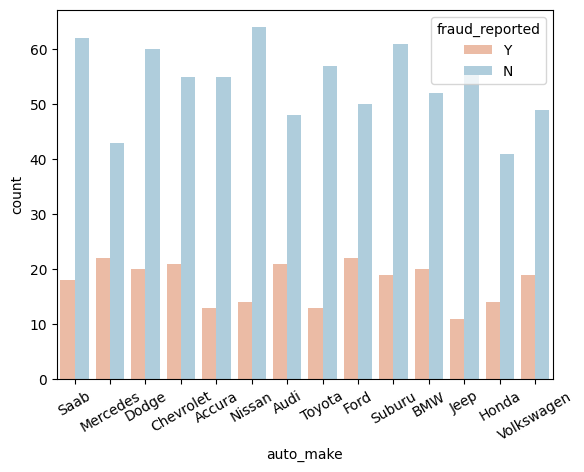 fraud_reported
Y
N
count
60
50
40
30
20
10
0
Saab
Mercedes
Dodge
Chevrolet
Accura
Nissan
Audi
Toyota
Ford
Suburu
BMW
Jeep
Honda
Volkswagen
auto_make